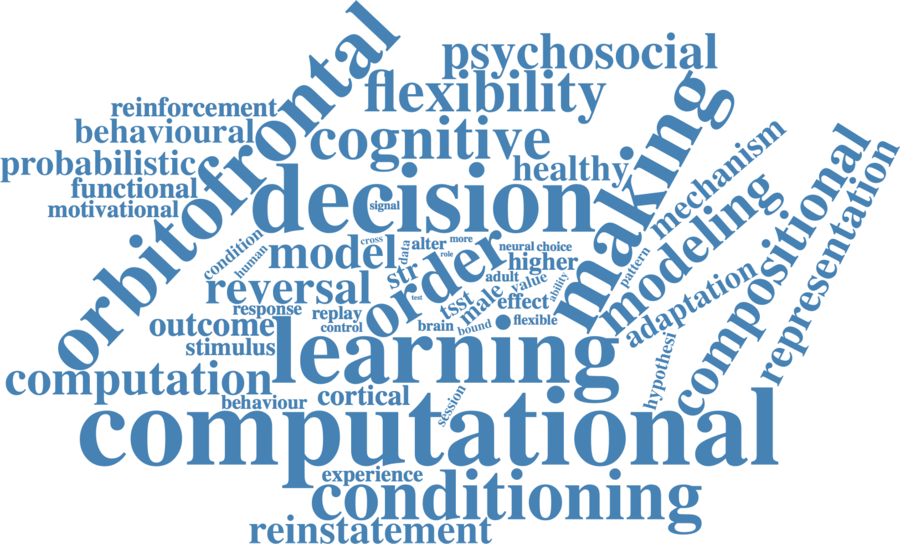 orbitofrontal
psychosocial
flexibility
reinforcement
behavioural
cognitive
making
probabilistic
healthy
mechanism
functional
decision
motivational
signal
compositional
representation
condition
human
model
cross
data
alter
more
role
order
neural
choice
higher
pattern
modeling
reversal
str
test
adult
value
ability
tsst
male
effect
adaptation
response
replay
outcome
control
brain
bound
flexible
stimulus
learning
hypothesi
computation
behaviour
cortical
session
computational
experience
conditioning
reinstatement